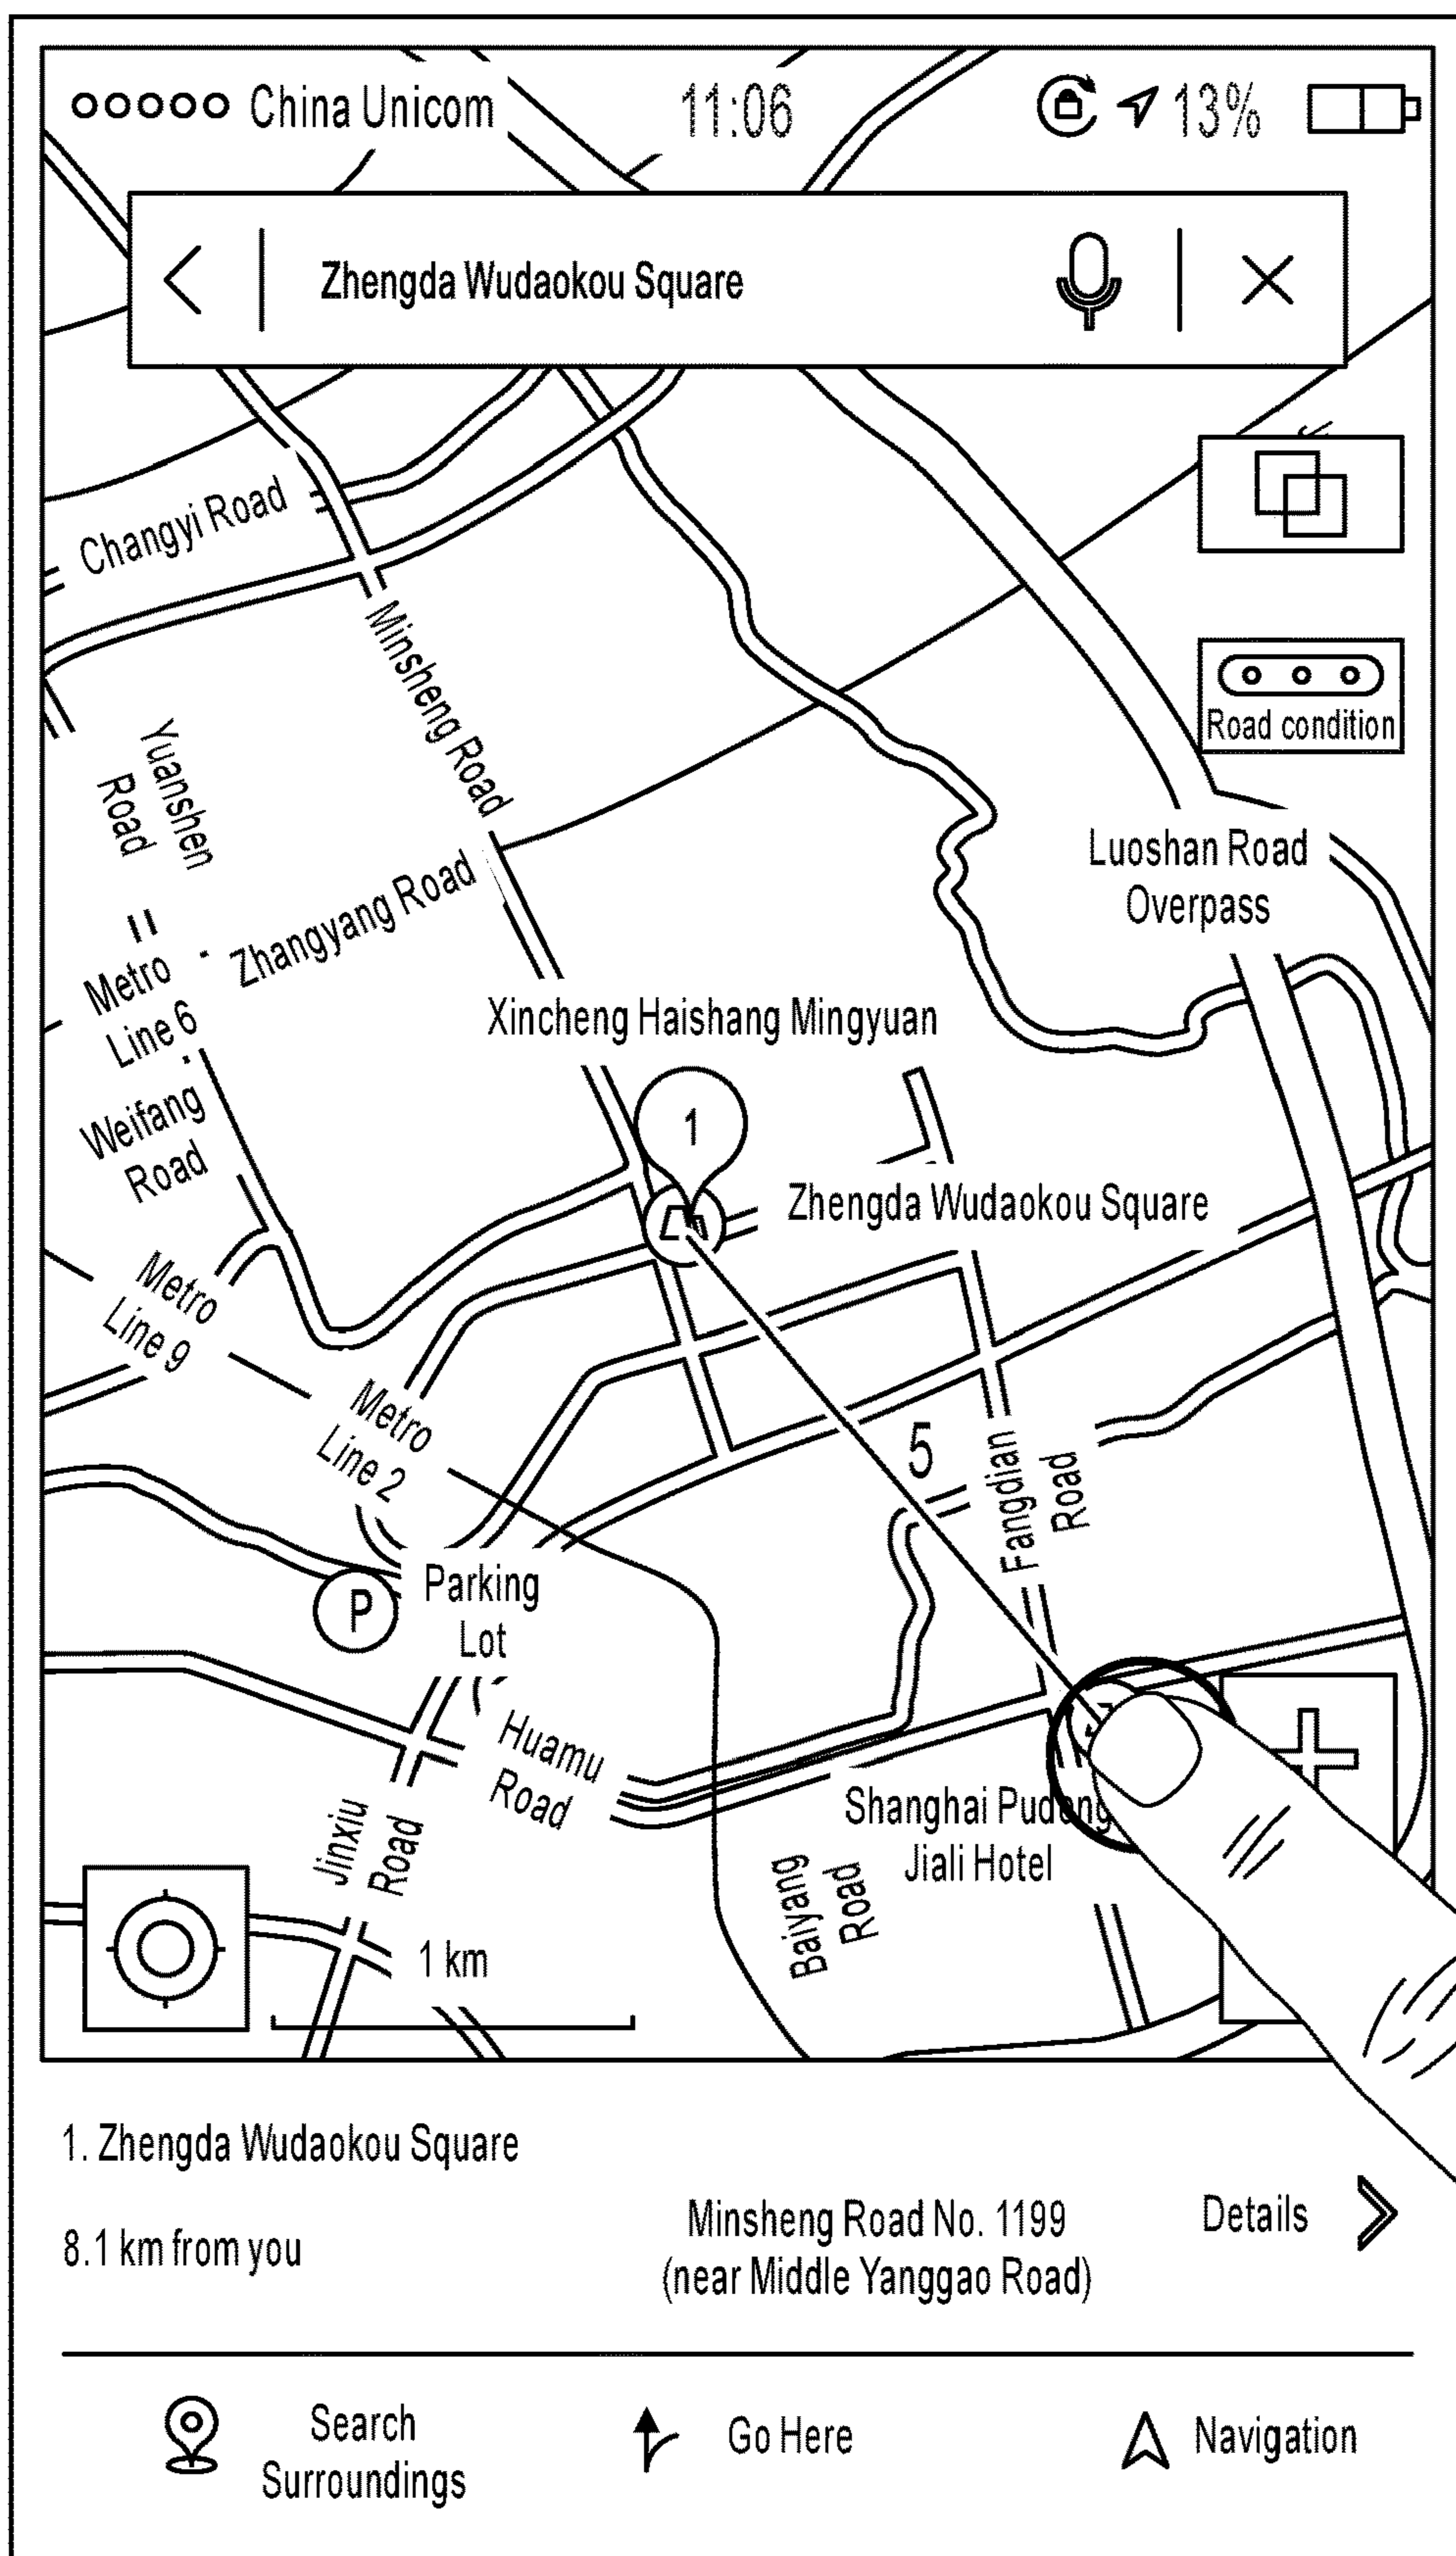 China Unicom 11:06 13%
Zhengda Wudaokou Square
Changyi Road
Minsheng Road
Road condition
Yuanshen
Road
Luoshan Road
Overpass
Zhangyang Road
Metro
Line 6
Xincheng Haishang Mingyuan
Weifang
Road
1
Zhengda Wudaokou Square
Metro
Line 9
Metro
Line 2
5
Fangdian
Road
P
Parking
Lot
Huamu
Road
Jinxiu
Road
Shanghai Pudong
Jiali Hotel
Baiyang
Road
1 km
1. Zhengda Wudaokou Square
8.1 km from you
Minsheng Road No. 1199
(near Middle Yanggao Road)
Details
Search
Surroundings
Go Here
Navigation